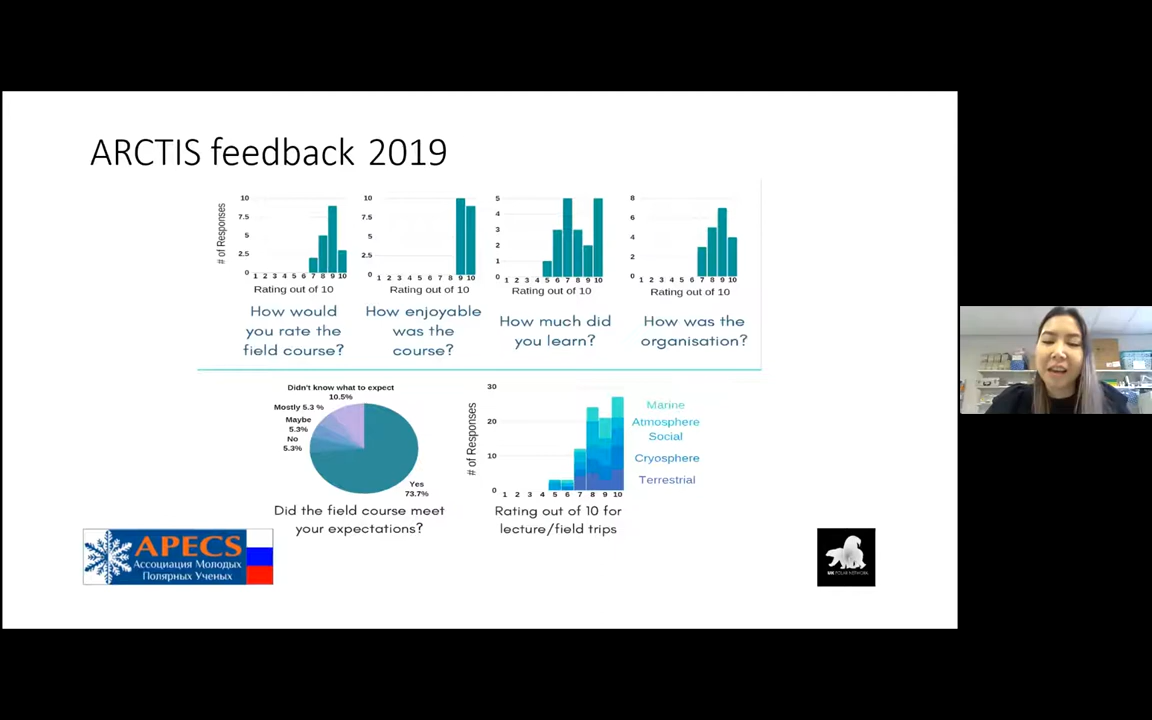 ARCTIS feedback 2019
# of Responses
10
7.5
5
2.5
0
1 2 3 4 5 6 7 8 9 10
Rating out of 10
How would
you rate the
field course?
10
7.5
5
2.5
0
1 2 3 4 5 6 7 8 9 10
Rating out of 10
How enjoyable
was the
course?
5
4
3
2
1
0
1 2 3 4 5 6 7 8 9 10
Rating out of 10
How much did
you learn?
8
6
4
2
0
1 2 3 4 5 6 7 8 9 10
Rating out of 10
How was the
organisation?
Didn't know what to expect
10.5%
Mostly 5.3 %
Maybe
5.3%
No
5.3%
Yes
73.7%
Did the field course meet
your expectations?
# of Responses
30
20
10
0
1 2 3 4 5 6 7 8 9 10
Marine
Atmosphere
Social
Cryosphere
Terrestrial
Rating out of 10 for
lecture/field trips
APECS
Ассоциация Молодых
Полярных Ученых
UK POLAR NETWORK